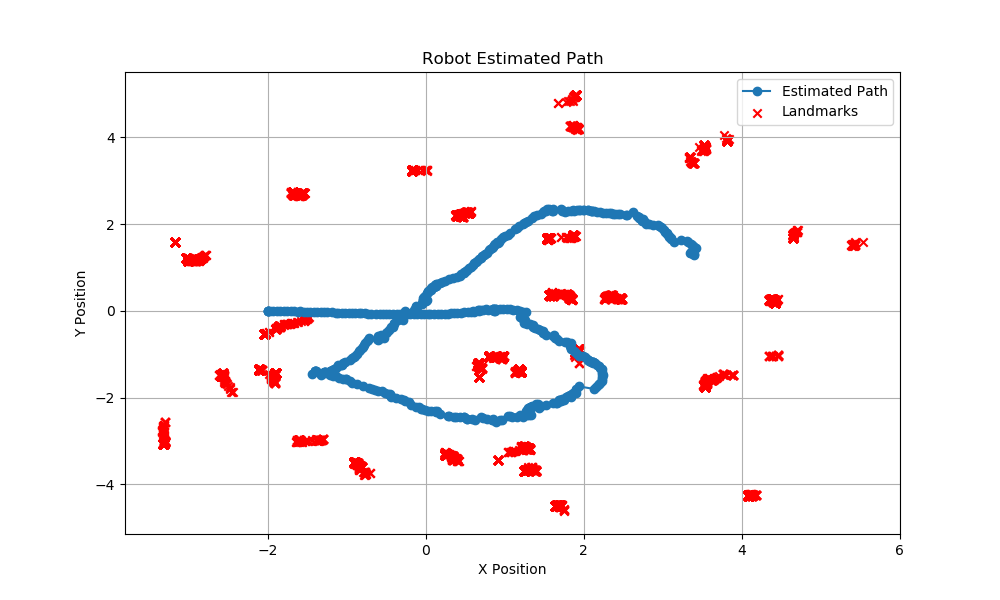 Robot Estimated Path
Estimated Path
Landmarks
Y Position
4
2
0
−2
−4
−2
0
2
4
6
X Position